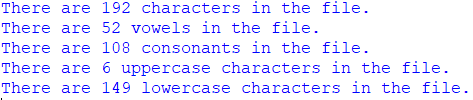 There are 192 characters in the file.
There are 52 vowels in the file.
There are 108 consonants in the file.
There are 6 uppercase characters in the file.
There are 149 lowercase characters in the file.